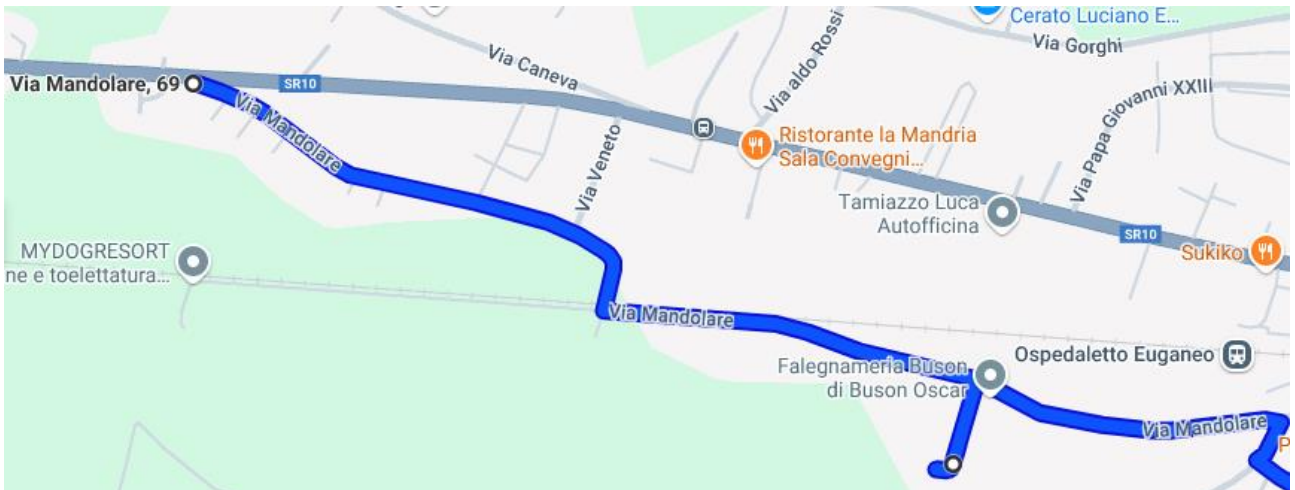 Cerato Luciano E...
Via Gorghi
Via Caneva
Via aldo Rossi
Via Papa Giovanni XXIII
Via Mandolare, 69
SR10
Via Mandolare
Ristorante la Mandria
Sala Convegni...
Via Veneto
Tamiazzo Luca
Autofficina
SR10
Sukiko
MYDOGRESORT
ne e toelettatura...
Via Mandolare
Ospedaletto Euganeo
Falegnameria Buson
di Buson Oscar
Via Mandolare
P